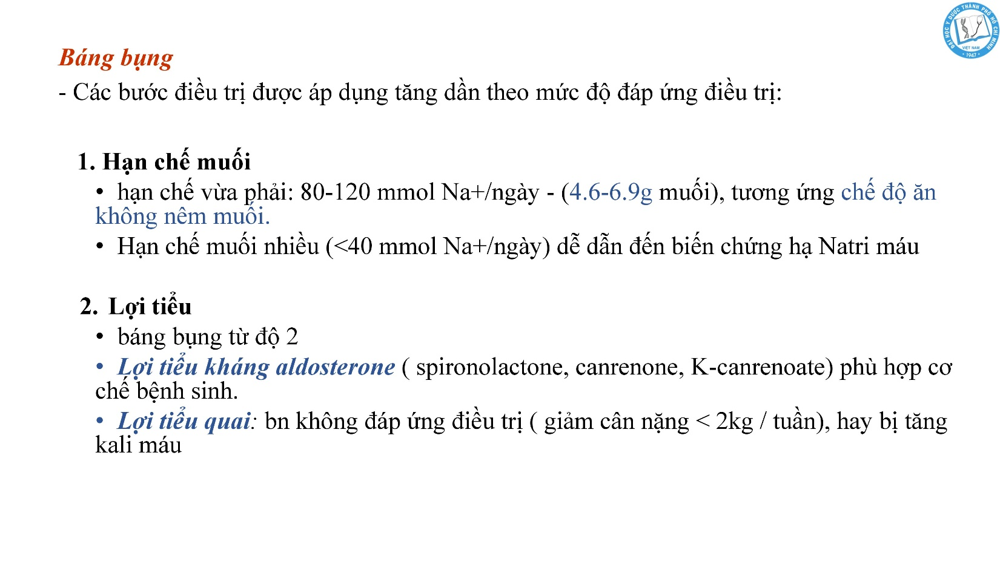 ĐẠI HỌC Y DƯỢC THÀNH PHỐ HỒ CHÍ MINH
VIỆT NAM
1947
Báng bụng
- Các bước điều trị được áp dụng tăng dần theo mức độ đáp ứng điều trị:
1. Hạn chế muối
• hạn chế vừa phải: 80-120 mmol Na+/ngày - (4.6-6.9g muối), tương ứng chế độ ăn
không nêm muối.
• Hạn chế muối nhiều (<40 mmol Na+/ngày) dễ dẫn đến biến chứng hạ Natri máu
2. Lợi tiểu
• báng bụng từ độ 2
• Lợi tiểu kháng aldosterone ( spironolactone, canrenone, K-canrenoate) phù hợp cơ
chế bệnh sinh.
• Lợi tiểu quai: bn không đáp ứng điều trị ( giảm cân nặng < 2kg / tuần), hay bị tăng
kali máu